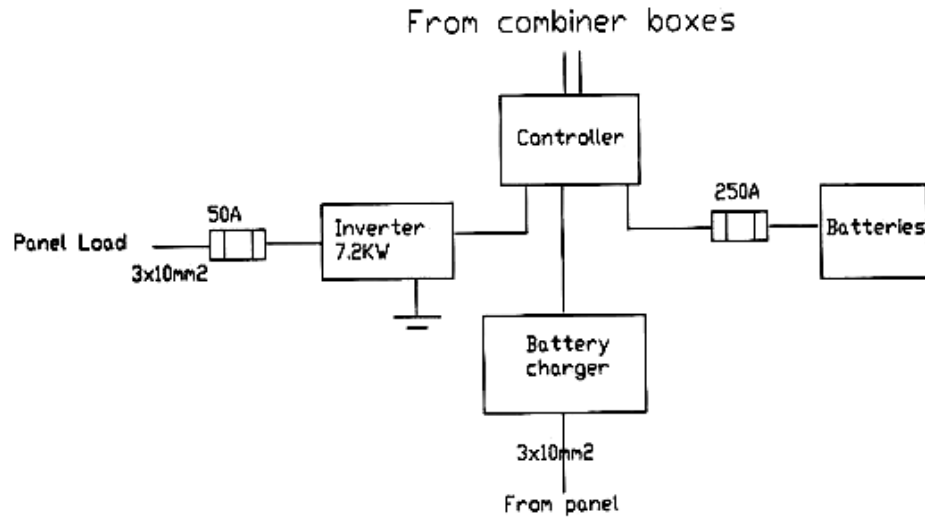 From combiner boxes
Controller
250A
Batteries
50A
Inverter
7.2KW
Panel Load
3x10mm2
Battery
charger
3x10mm2
From panel